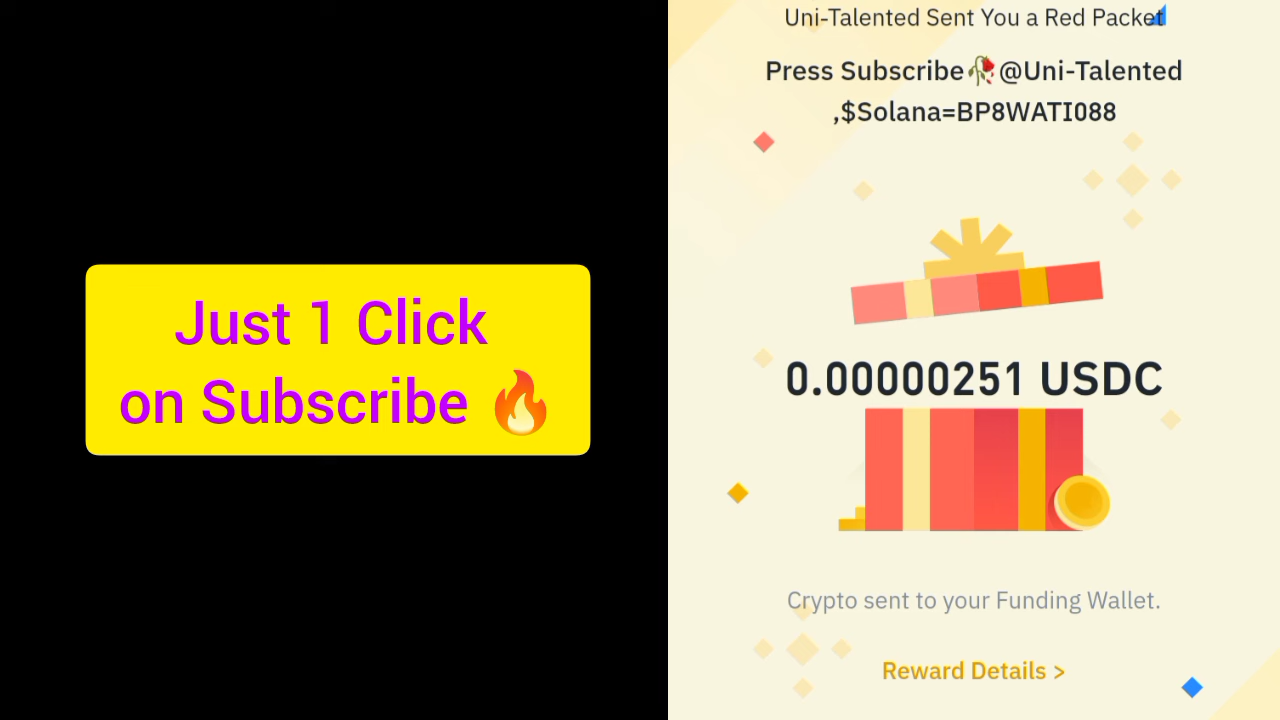 Just 1 Click
on Subscribe 🔥
Uni-Talented Sent You a Red Packet
Press Subscribe🥀@Uni-Talented
,$Solana=BP8WATI088
0.00000251 USDC
Crypto sent to your Funding Wallet.
Reward Details >